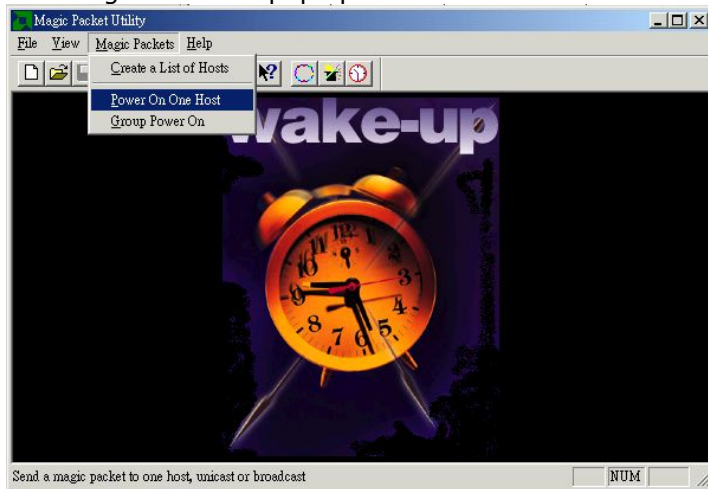 Magic Packet Utility
File View Magic Packets Help
Create a List of Hosts
Power On One Host
Group Power On
wake-up
12
1
10
3
9
4
8
5
7
6
Send a magic packet to one host, unicast or broadcast
NUM